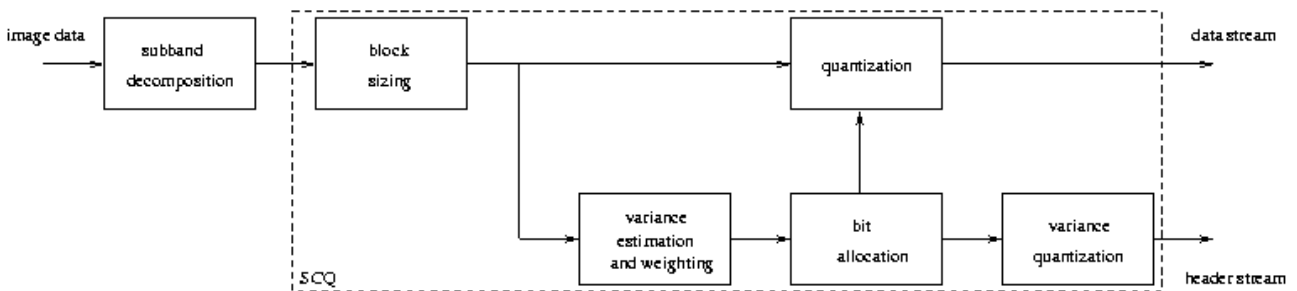 image data
subband
decomposition
block
sizing
quantization
data stream
variance
estimation
and weighting
bit
allocation
variance
quantization
SCQ
header stream